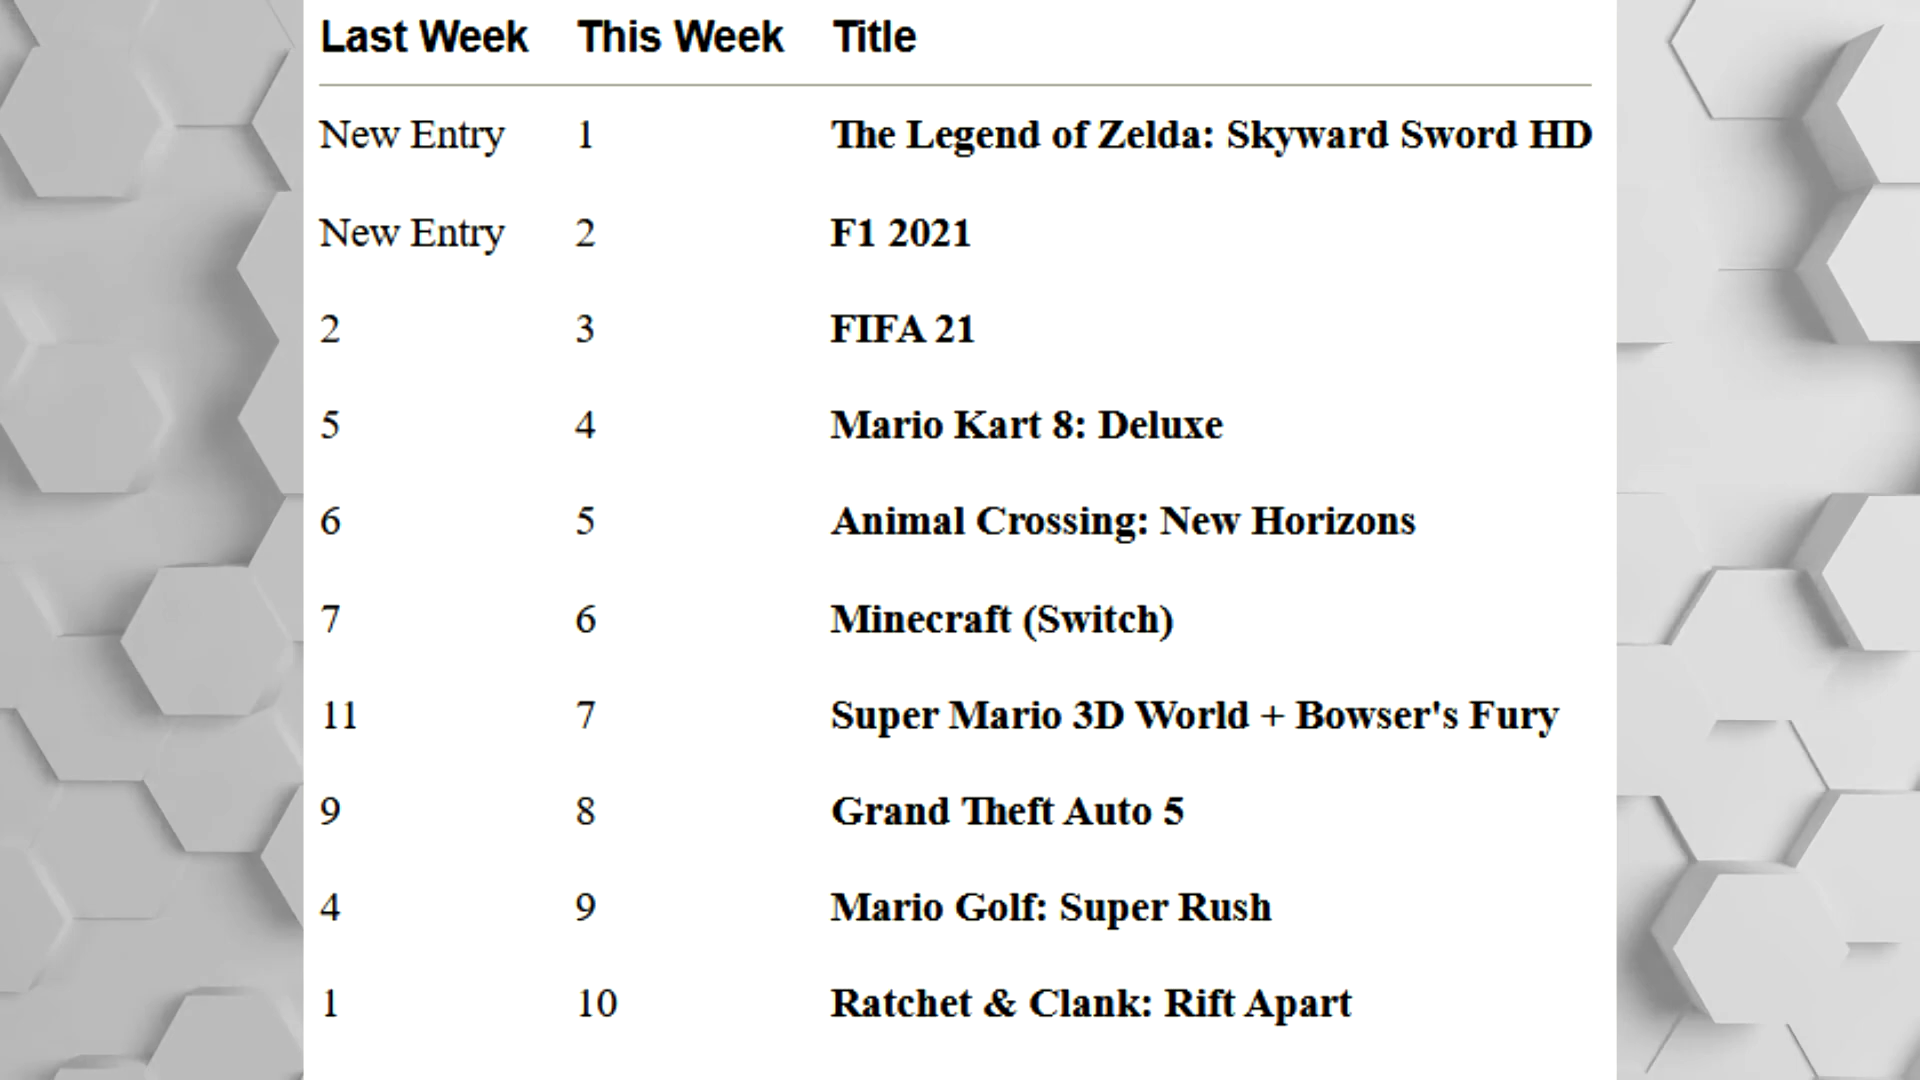 Last Week This Week Title
New Entry 1 The Legend of Zelda: Skyward Sword HD
New Entry 2 F1 2021
2 3 FIFA 21
5 4 Mario Kart 8: Deluxe
6 5 Animal Crossing: New Horizons
7 6 Minecraft (Switch)
11 7 Super Mario 3D World + Bowser's Fury
9 8 Grand Theft Auto 5
4 9 Mario Golf: Super Rush
1 10 Ratchet & Clank: Rift Apart